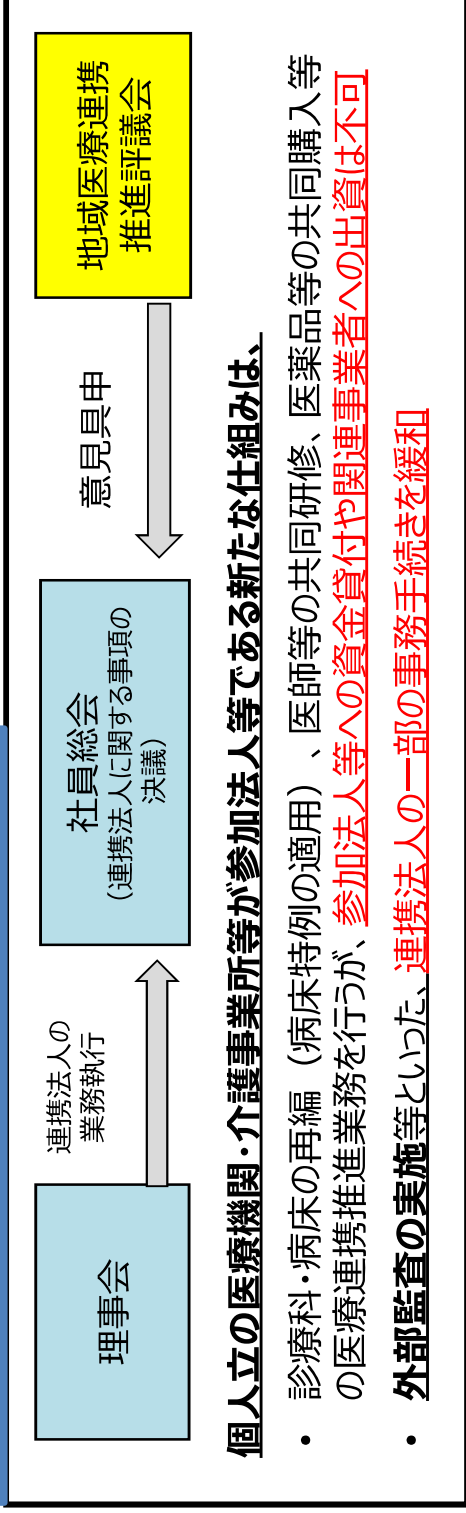 理事会
連携法人の
業務執行
社員総会
（連携法人に関する事項の
決議）
意見具申
地域医療連携
推進評議会
個人立の医療機関・介護事業所等が参加法人等である新たな仕組みは、
• 診療科・病床の再編（病床特例の適用）、医師等の共同研修、医薬品等の共同購入等
の医療連携推進業務を行うが、参加法人等への資金貸付や関連事業者への出資は不可
• 外部監査の実施等といった、連携法人の一部の事務手続きを緩和